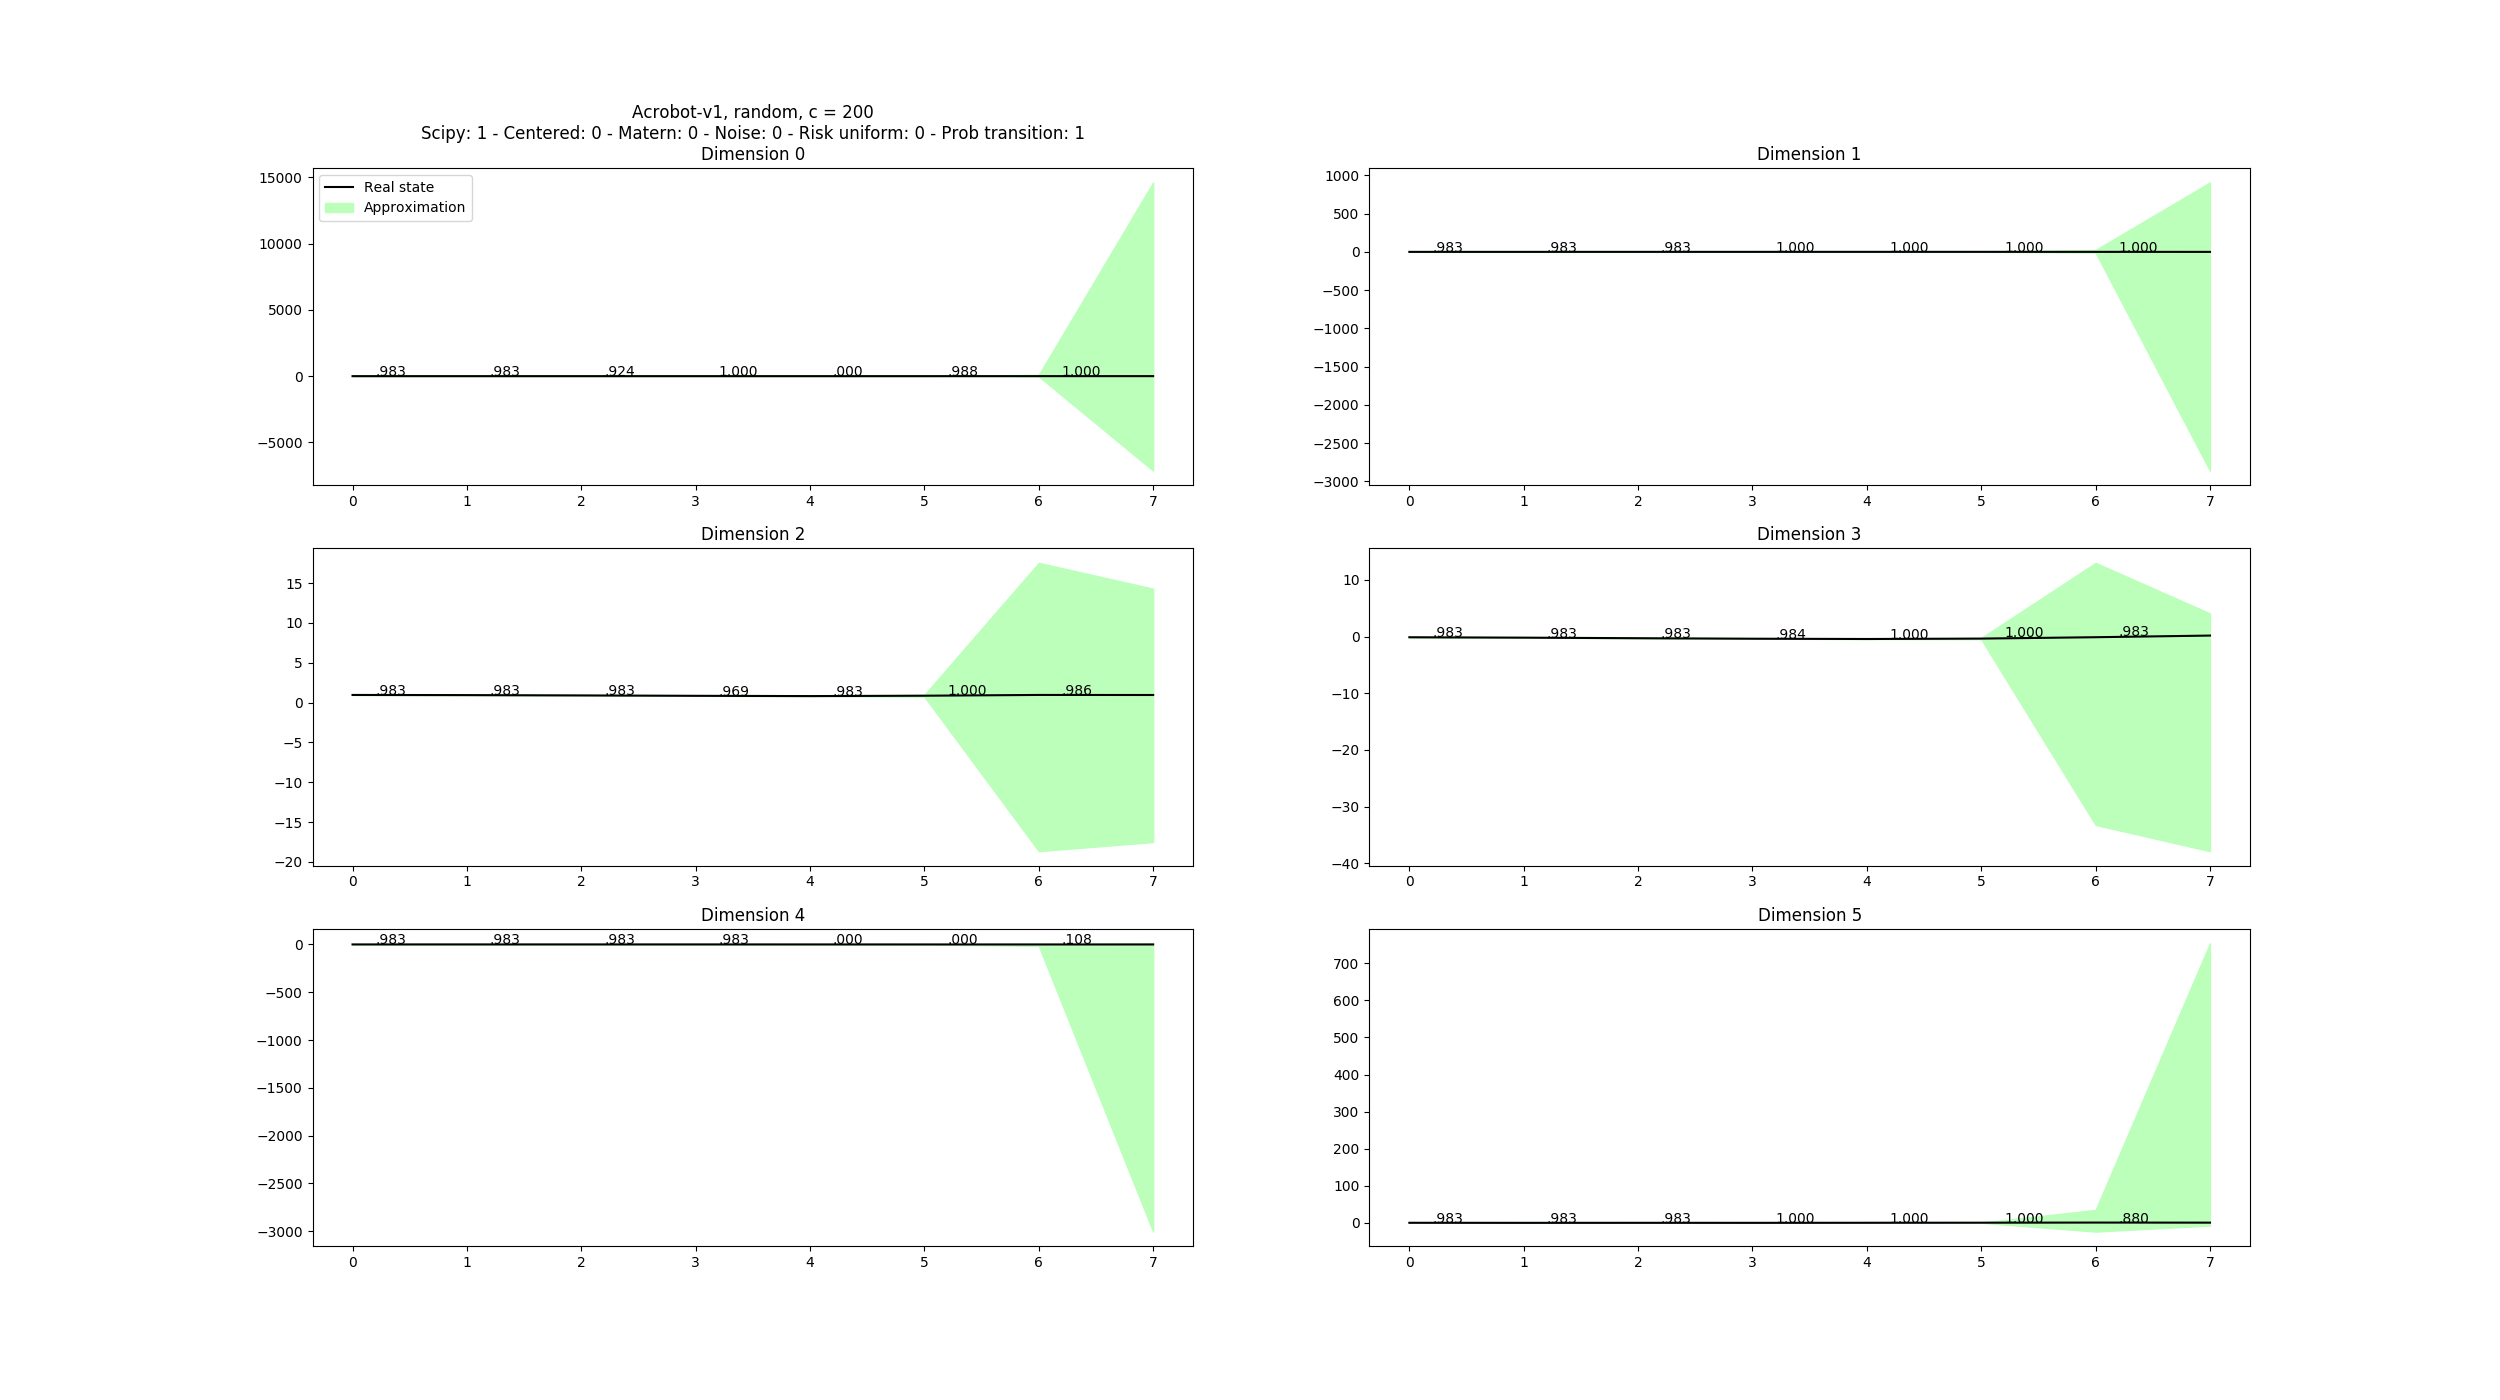 Acrobot-v1, random, c = 200
Scipy: 1 - Centered: 0 - Matern: 0 - Noise: 0 - Risk uniform: 0 - Prob transition: 1
Dimension 0
Real state
Approximation
15000
10000
5000
0
−5000
.983 .983 .924 1.000 .000 .988 1.000
0 1 2 3 4 5 6 7
Dimension 1
1000
500
0
−500
−1000
−1500
−2000
−2500
−3000
.983 .983 .983 1.000 1.000 1.000 1.000
0 1 2 3 4 5 6 7
Dimension 2
15
10
5
0
−5
−10
−15
−20
.983 .983 .983 .969 .983 1.000 .986
0 1 2 3 4 5 6 7
Dimension 3
10
0
−10
−20
−30
−40
.983 .983 .983 .984 1.000 1.000 .983
0 1 2 3 4 5 6 7
Dimension 4
0
−500
−1000
−1500
−2000
−2500
−3000
.983 .983 .983 .983 .000 .000 .108
0 1 2 3 4 5 6 7
Dimension 5
700
600
500
400
300
200
100
0
.983 .983 .983 1.000 1.000 1.000 .880
0 1 2 3 4 5 6 7